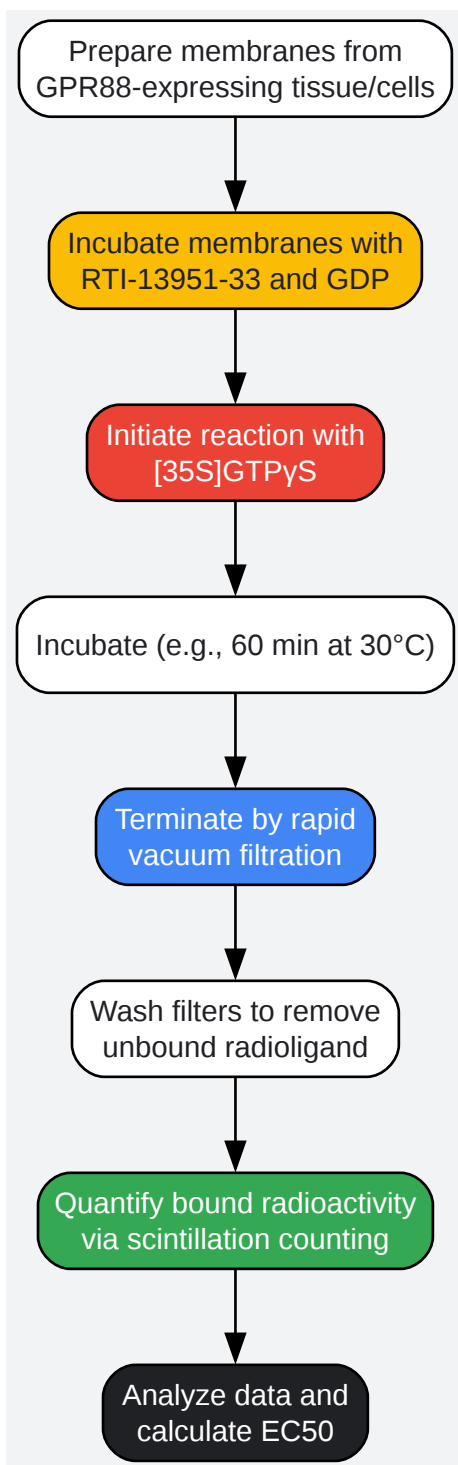 Prepare membranes from
GPR88-expressing tissue/cells
Incubate membranes with
RTI-13951-33 and GDP
Initiate reaction with
[35S]GTPγS
Incubate (e.g., 60 min at 30°C)
Terminate by rapid
vacuum filtration
Wash filters to remove
unbound radioligand
Quantify bound radioactivity
via scintillation counting
Analyze data and
calculate EC50